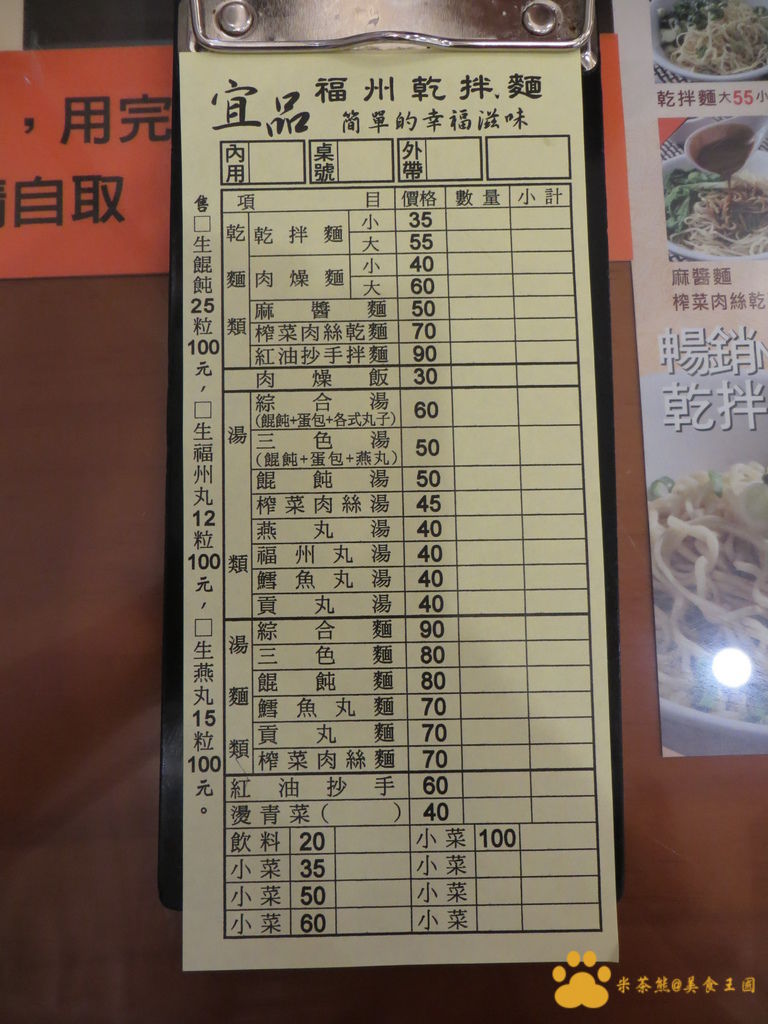 ，用完
請自取
宜品 福州乾拌麵
簡單的幸福滋味
內用 桌號 外帶
項目 價格 數量 小計
乾麵類
乾拌麵 小 35
大 55
肉燥麵 小 40
大 60
麻醬麵 50
榨菜肉絲乾麵 70
紅油抄手拌麵 90
肉燥飯 30
湯類
綜合湯 60
(餛飩+蛋包+各式丸子)
三色湯 50
(餛飩+蛋包+燕丸)
餛飩湯 50
榨菜肉絲湯 45
燕丸湯 40
福州丸湯 40
鱈魚丸湯 40
貢丸湯 40
湯麵類
綜合麵 90
三色麵 80
餛飩麵 80
鱈魚丸麵 70
貢丸麵 70
榨菜肉絲麵 70
紅油抄手 60
燙青菜( ) 40
飲料 20 小菜 100
小菜 35 小菜
小菜 50 小菜
小菜 60 小菜
售□生餛飩25粒100元，□生福州丸12粒100元，□生燕丸15粒100元。
乾拌麵大55小
麻醬麵
榨菜肉絲乾
暢銷
乾拌
米茶熊@美食王國